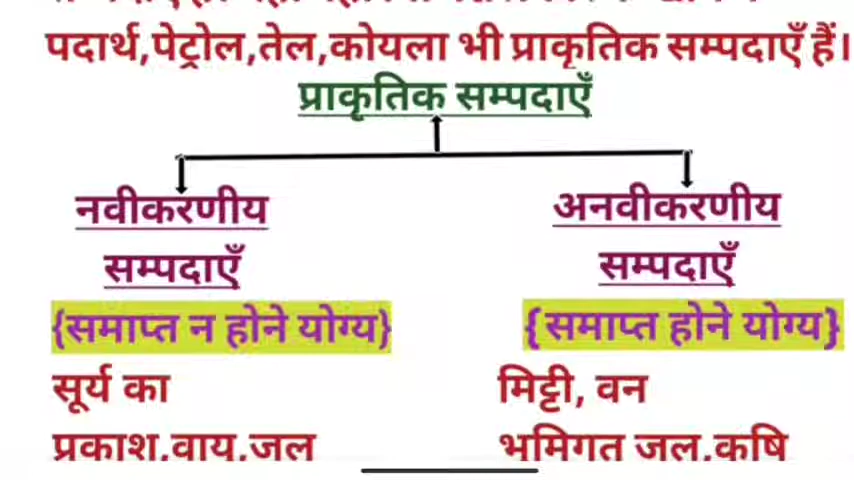 पदार्थ,पेट्रोल,तेल,कोयला भी प्राकृतिक सम्पदाएँ हैं।
प्राकृतिक सम्पदाएँ
नवीकरणीय
सम्पदाएँ
{समाप्त न होने योग्य}
सूर्य का
प्रकाश,वायु,जल
अनवीकरणीय
सम्पदाएँ
{समाप्त होने योग्य}
मिट्टी, वन
भूमिगत जल,कृषि